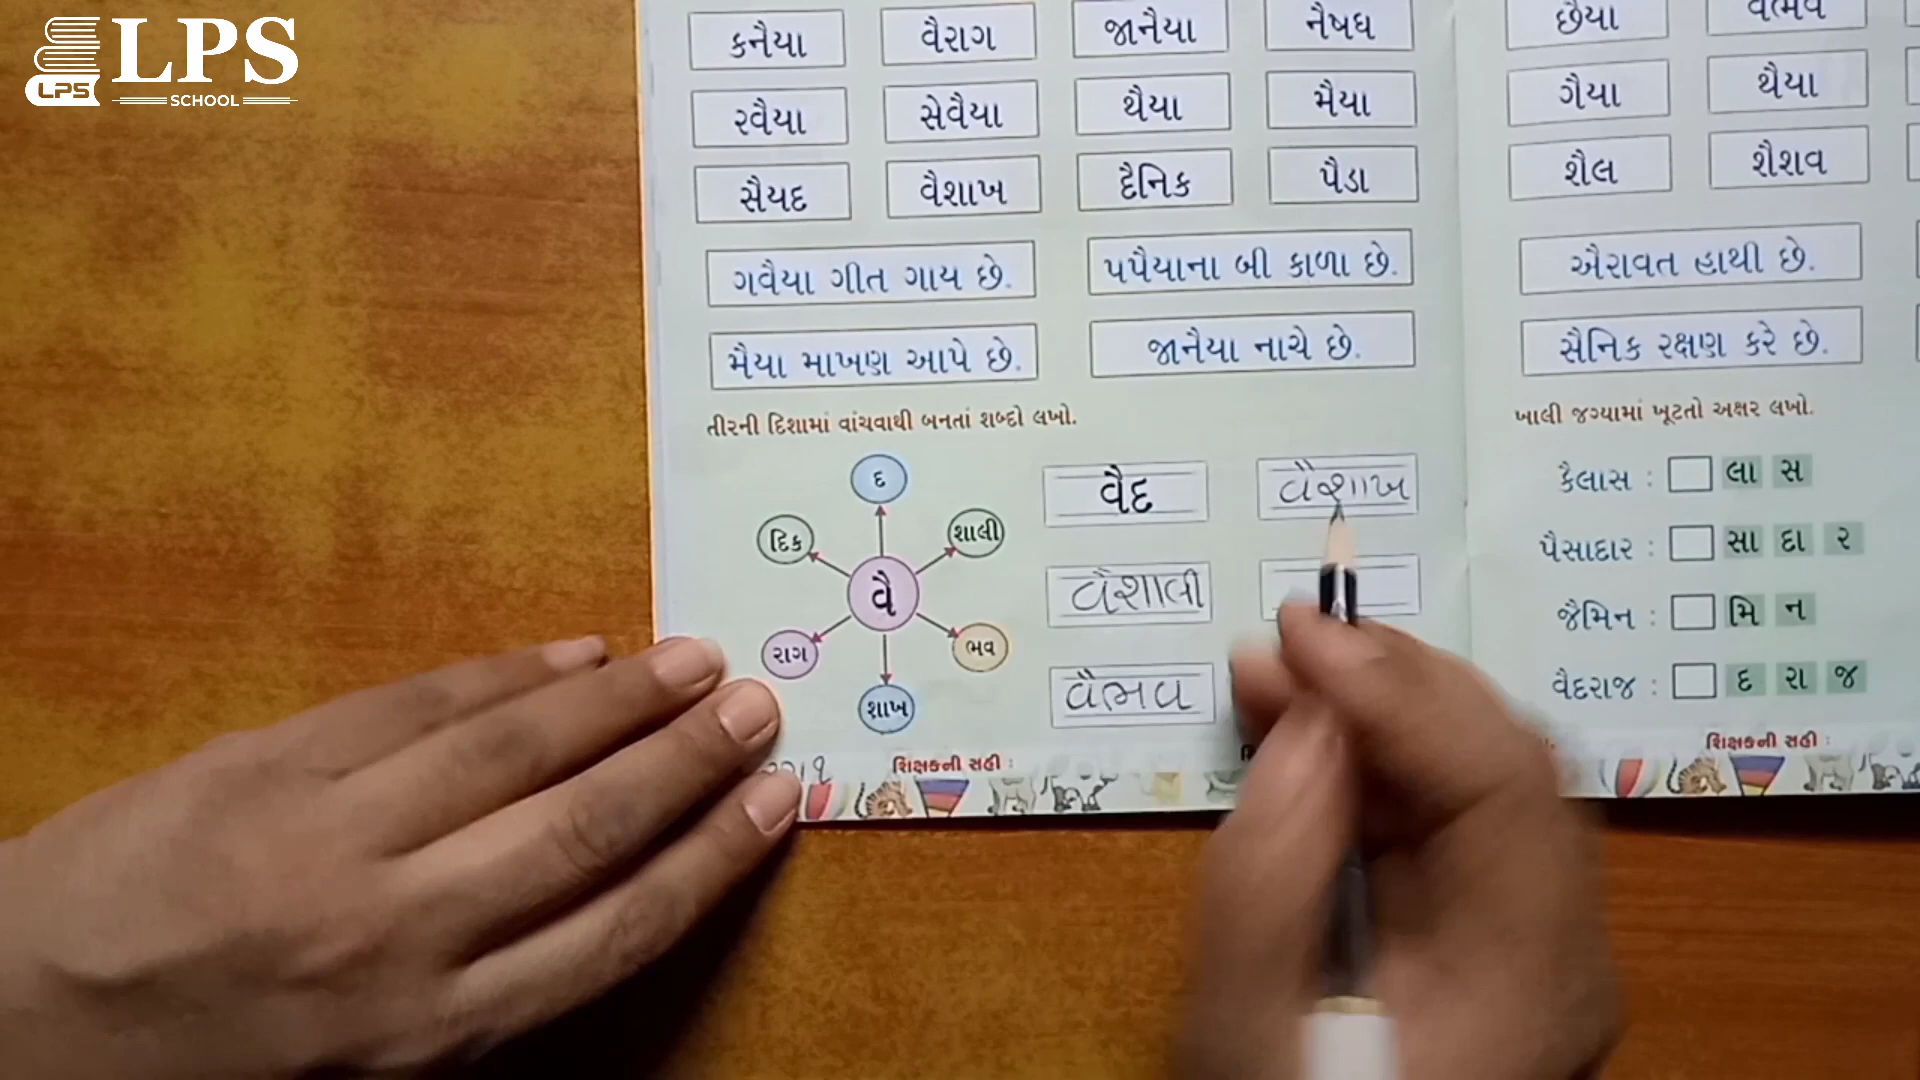 LPS
LPS
SCHOOL
કનૈયા વૈરાગ જાનૈયા નૈષધ
રવૈયા સેવૈયા થૈયા મૈયા
સૈયદ વૈશાખ દૈનિક પૈડા
ગવૈયા ગીત ગાય છે. પપૈયાના બી કાળા છે.
મૈયા માખણ આપે છે. જાનૈયા નાચે છે.
તીરની દિશામાં વાંચવાથી બનતાં શબ્દો લખો.
દ
દિક શાલી
વૈ
રાગ ભવ
શાખ
વૈદ વૈશાખ
વૈશાલી
વૈભવ
શિક્ષકની સહી :
છૈયા વૈભવ
ગૈયા થૈયા
શૈલ શૈશવ
ઐરાવત હાથી છે.
સૈનિક રક્ષણ કરે છે.
ખાલી જગ્યામાં ખૂટતો અક્ષર લખો.
કૈલાસ : લા સ
પૈસાદાર : સા દા ર
જૈમિન : મિ ન
વૈદરાજ : દ રા જ
શિક્ષકની સહી :